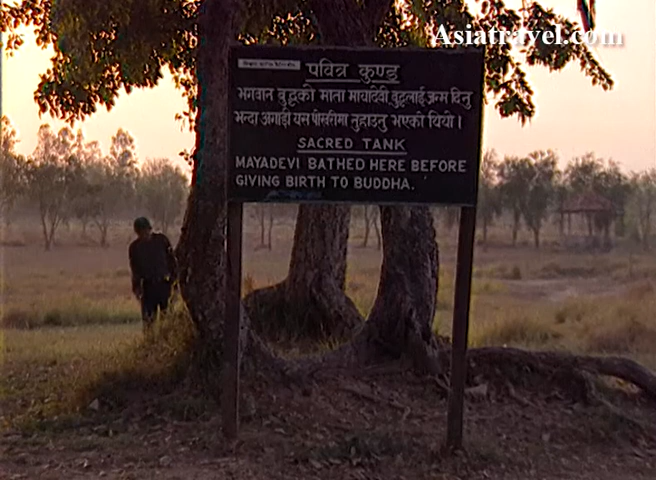 Asiatravel.com
पवित्र कुण्ड
भगवान बुद्धको माता मायादेवी बुद्धलाई जन्म दिनु
भन्दा अगाडी यस पोखरीमा नुहाउनु भएको थियो ।
SACRED TANK
MAYADEVI BATHED HERE BEFORE
GIVING BIRTH TO BUDDHA.